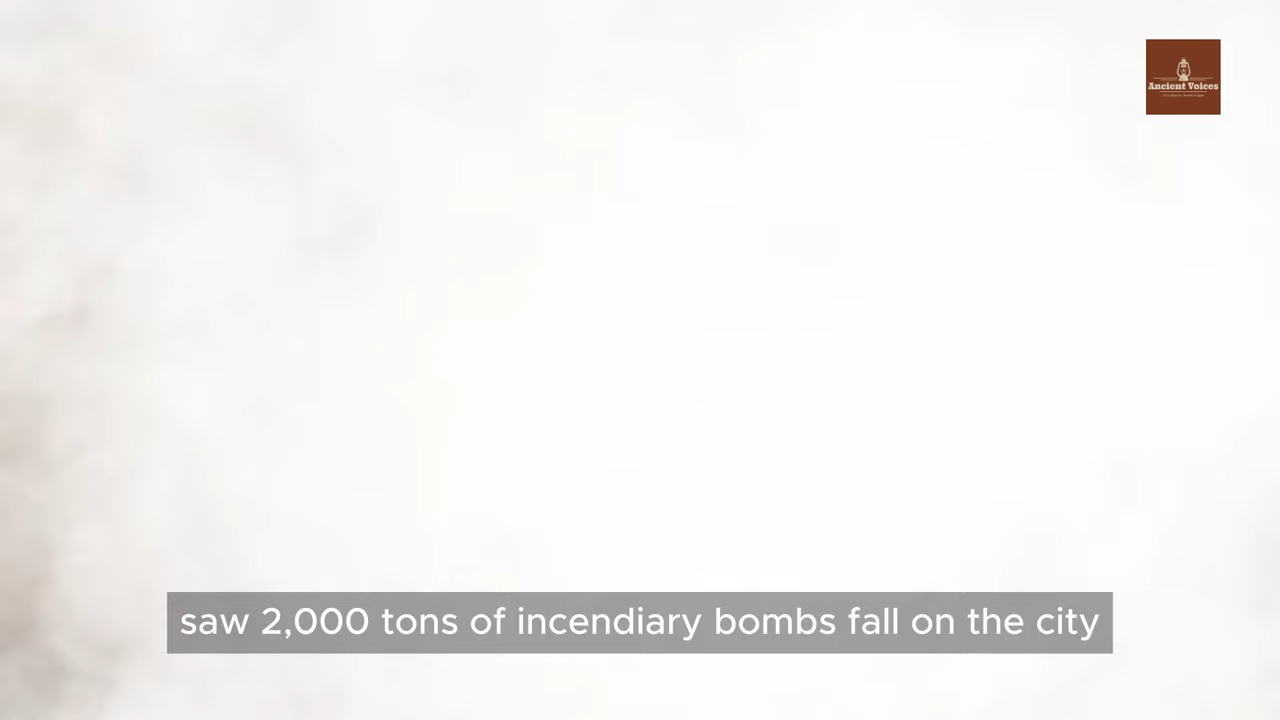 Ancient Voices
saw 2,000 tons of incendiary bombs fall on the city